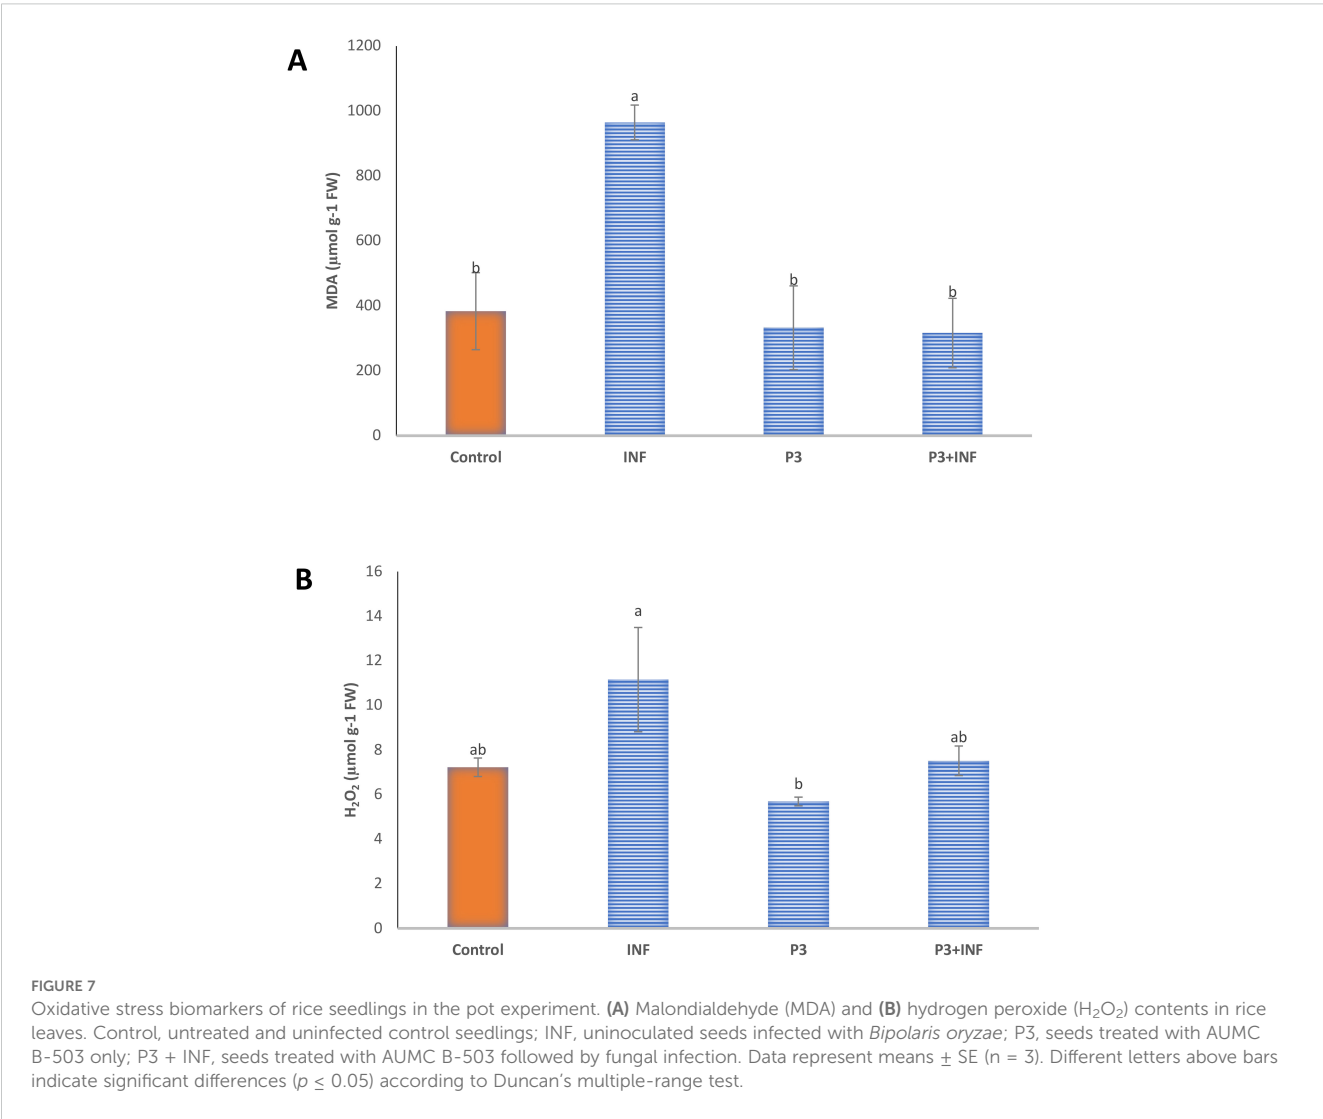 A
1200
1000
800
600
400
200
0
MDA (µmol g-1 FW)
b
a
b
b
Control
INF
P3
P3+INF
B
16
14
12
10
8
6
4
2
0
H₂O₂ (µmol g-1 FW)
ab
a
b
ab
Control
INF
P3
P3+INF
FIGURE 7
Oxidative stress biomarkers of rice seedlings in the pot experiment. (A) Malondialdehyde (MDA) and (B) hydrogen peroxide (H₂O₂) contents in rice
leaves. Control, untreated and uninfected control seedlings; INF, uninoculated seeds infected with Bipolaris oryzae; P3, seeds treated with AUMC
B-503 only; P3 + INF, seeds treated with AUMC B-503 followed by fungal infection. Data represent means ± SE (n = 3). Different letters above bars
indicate significant differences (p ≤ 0.05) according to Duncan’s multiple-range test.